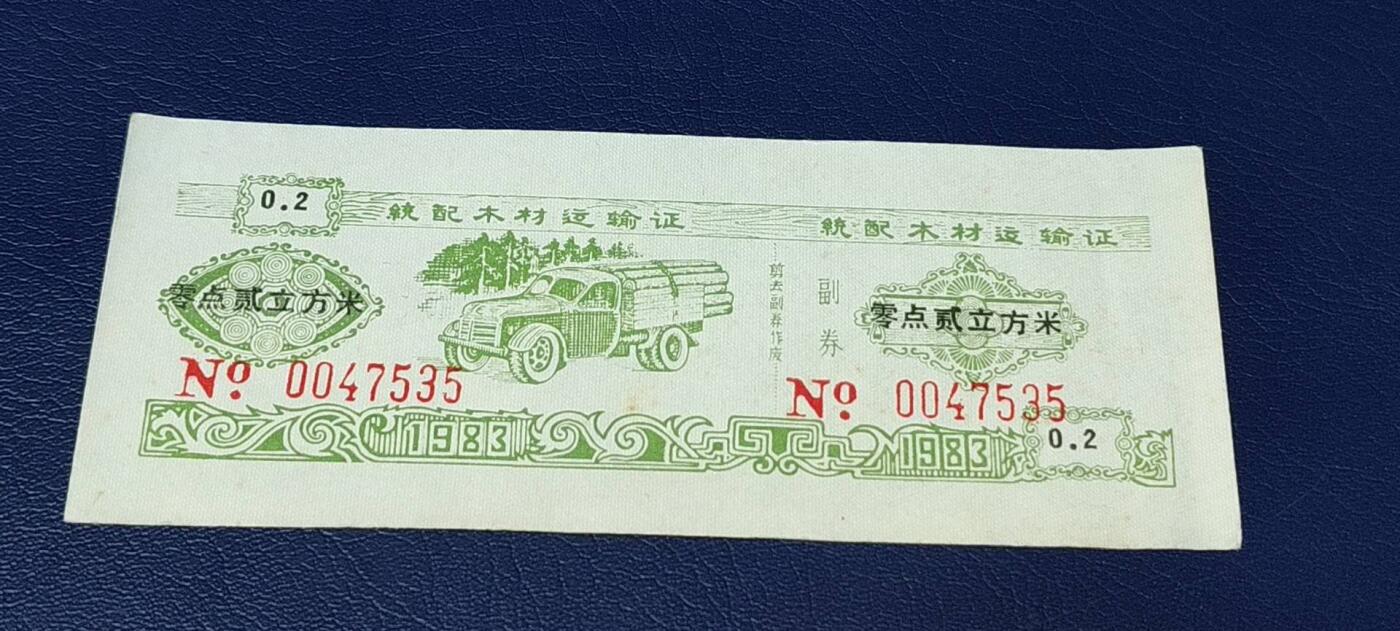 0.2
統配木材运输证
零点贰立方米
№ 0047535
1983
剪去副券作废
統配木材运输证
副券
零点贰立方米
№ 0047535
1983
0.2